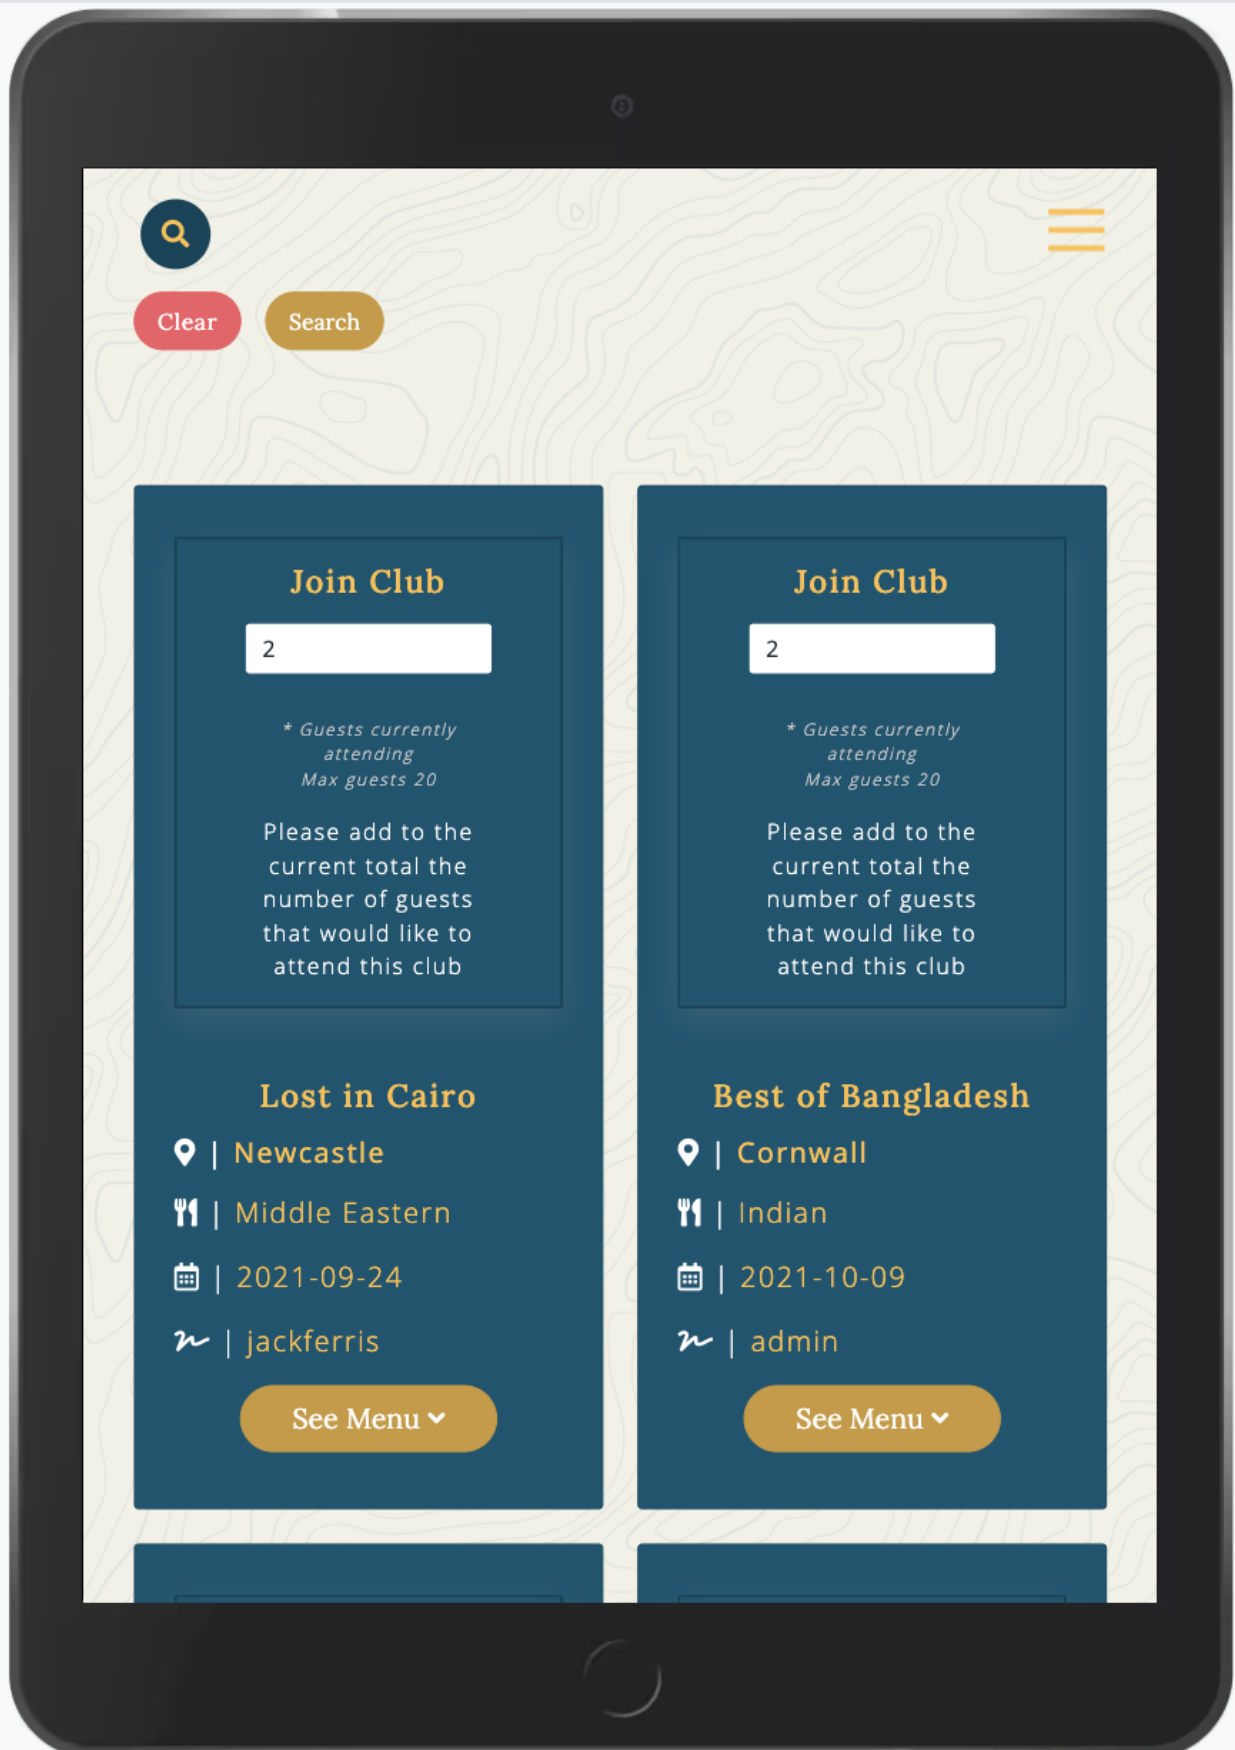 Clear
Search
Join Club
2
* Guests currently
attending
Max guests 20
Please add to the
current total the
number of guests
that would like to
attend this club
Lost in Cairo
| Newcastle
| Middle Eastern
| 2021-09-24
| jackferris
See Menu
Join Club
2
* Guests currently
attending
Max guests 20
Please add to the
current total the
number of guests
that would like to
attend this club
Best of Bangladesh
| Cornwall
| Indian
| 2021-10-09
| admin
See Menu